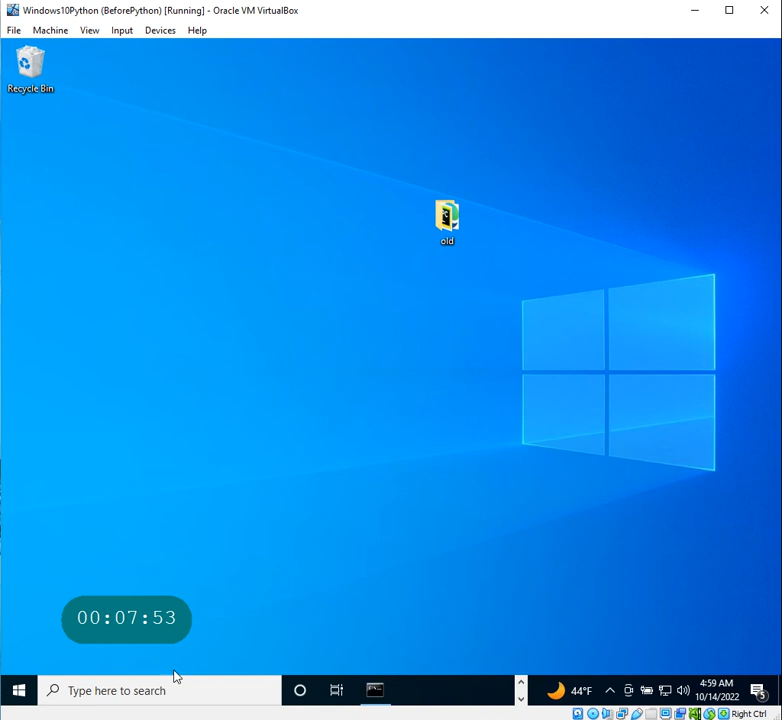 Windows10Python (BeforePython) [Running] - Oracle VM VirtualBox
File Machine View Input Devices Help
Recycle Bin
old
00:07:53
Type here to search
44°F
4:59 AM
10/14/2022
5
Right Ctrl